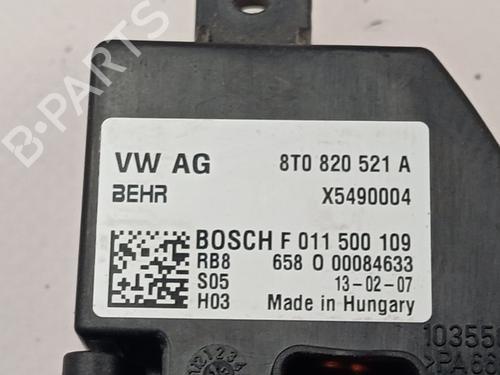 VW AG 8T0 820 521 A
BEHR X5490004
BOSCH F 011 500 109
RB8 658 0 00084633
S05 13-02-07
H03 Made in Hungary
B-PARTS